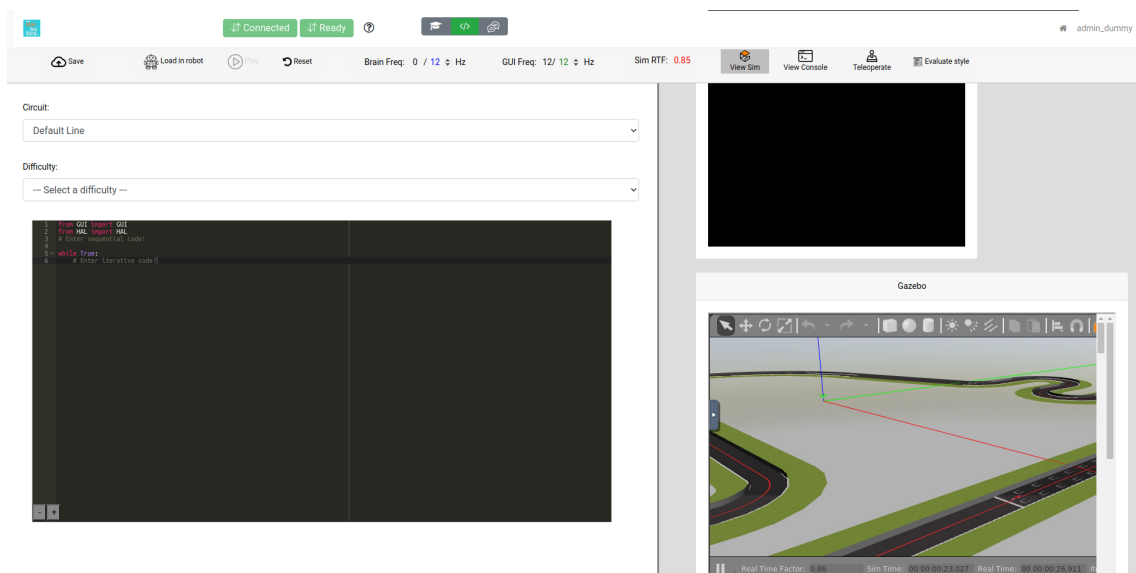 Connected
Ready
admin_dummy
Save
Load in robot
Play
Reset
Brain Freq: 0 / 12 Hz
GUI Freq: 12/ 12 Hz
Sim RTF: 0.85
View Sim
View Console
Teleoperate
Evaluate style
Circuit:
Default Line
Difficulty:
--- Select a difficulty ---
1 from GUI import GUI
2 from HAL import HAL
3 # Enter sequential code!
4
5 while True:
6 # Enter iterative code!
- +
Gazebo
Real Time Factor: 0.86 Sim Time: 00 00:00:23.027 Real Time: 00 00:00:26.911